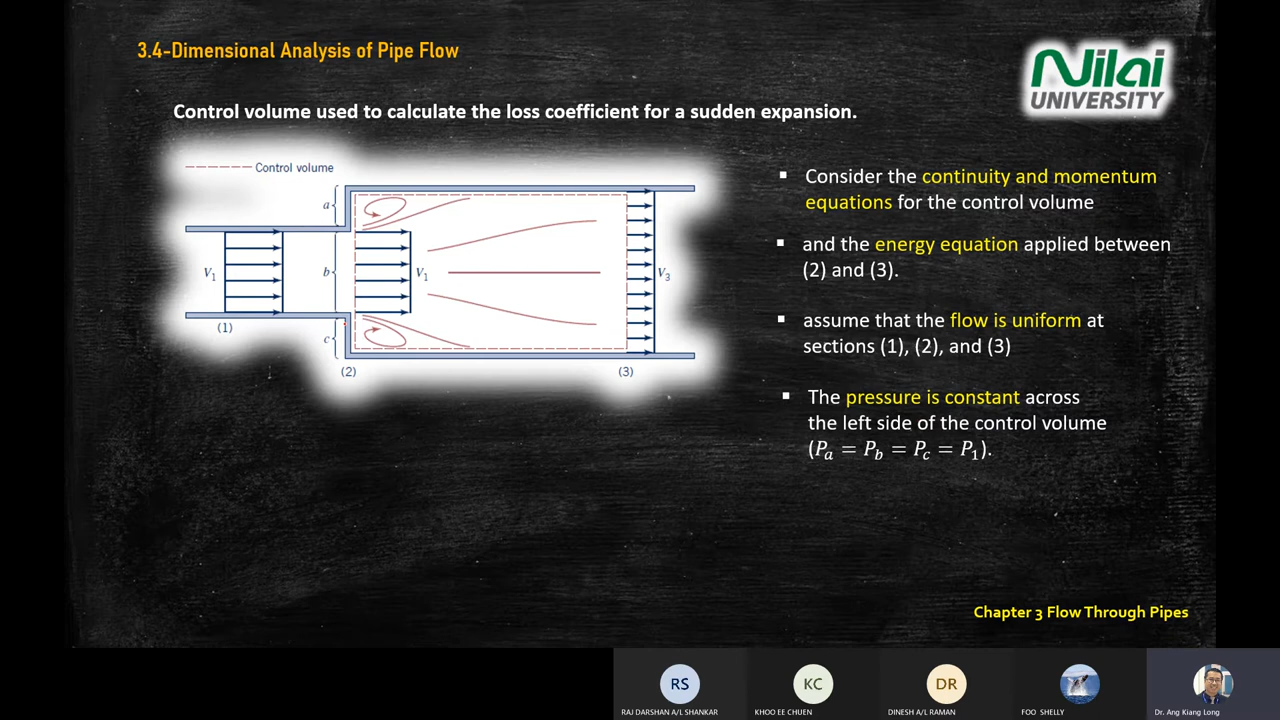 3.4-Dimensional Analysis of Pipe Flow
Nilai
UNIVERSITY
Control volume used to calculate the loss coefficient for a sudden expansion.
Control volume
a
b
c
V₁
V₁
V₃
(1)
(2)
(3)
▪ Consider the continuity and momentum
equations for the control volume
▪ and the energy equation applied between
(2) and (3).
▪ assume that the flow is uniform at
sections (1), (2), and (3)
▪ The pressure is constant across
the left side of the control volume
(Pₐ = P_b = P_c = P₁).
Chapter 3 Flow Through Pipes
RS
KC
DR
RAJ DARSHAN A/L SHANKAR
KHOO EE CHUEN
DINESH A/L RAMAN
FOO SHELLY
Dr. Ang Kiang Long